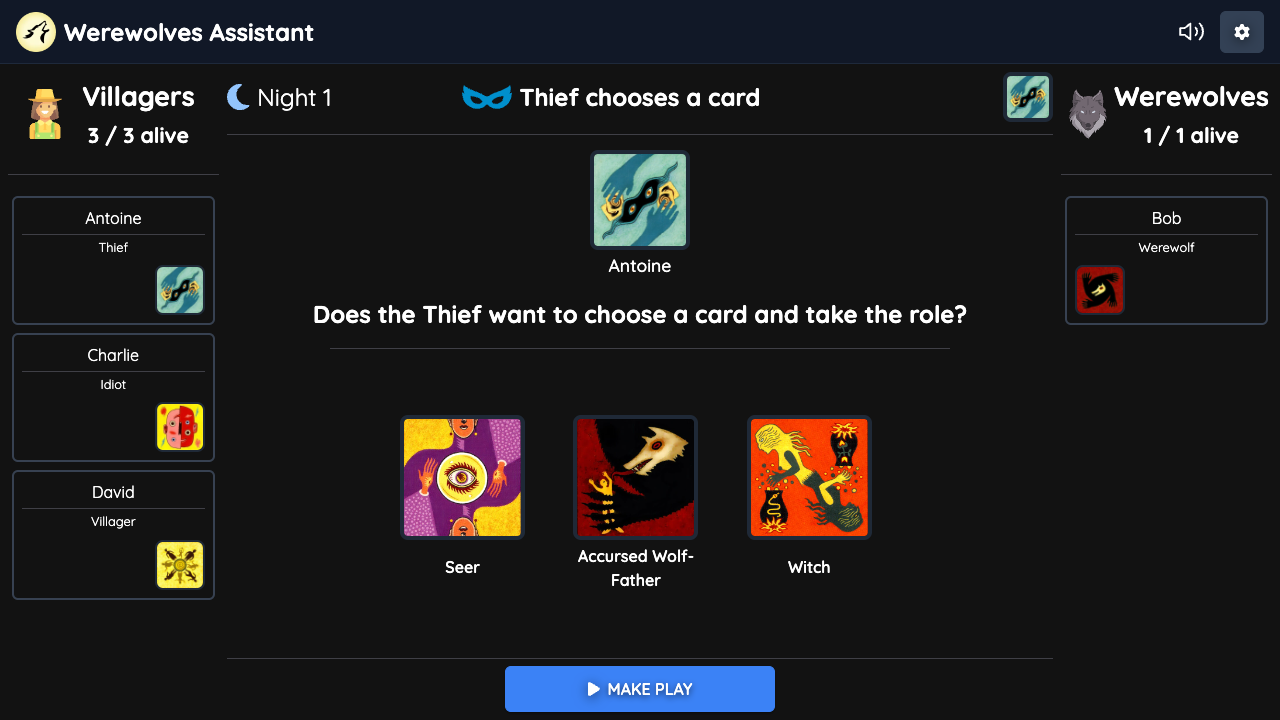 Werewolves Assistant
Villagers
3 / 3 alive
Night 1
Thief chooses a card
Werewolves
1 / 1 alive
Antoine
Thief
Charlie
Idiot
David
Villager
Antoine
Does the Thief want to choose a card and take the role?
Seer
Accursed Wolf-
Father
Witch
Bob
Werewolf
MAKE PLAY